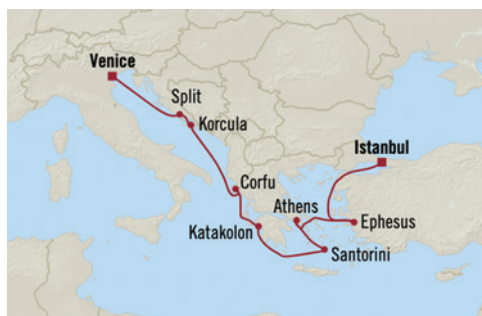 Venice
Split
Korcula
Istanbul
Corfu
Athens
Ephesus
Katakolon
Santorini